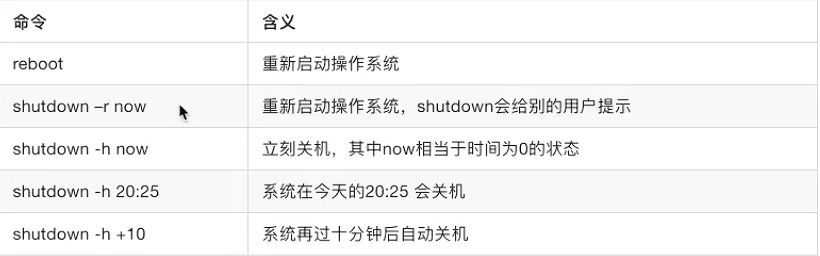 命令 含义
reboot 重新启动操作系统
shutdown –r now 重新启动操作系统，shutdown会给别的用户提示
shutdown -h now 立刻关机，其中now相当于时间为0的状态
shutdown -h 20:25 系统在今天的20:25 会关机
shutdown -h +10 系统再过十分钟后自动关机